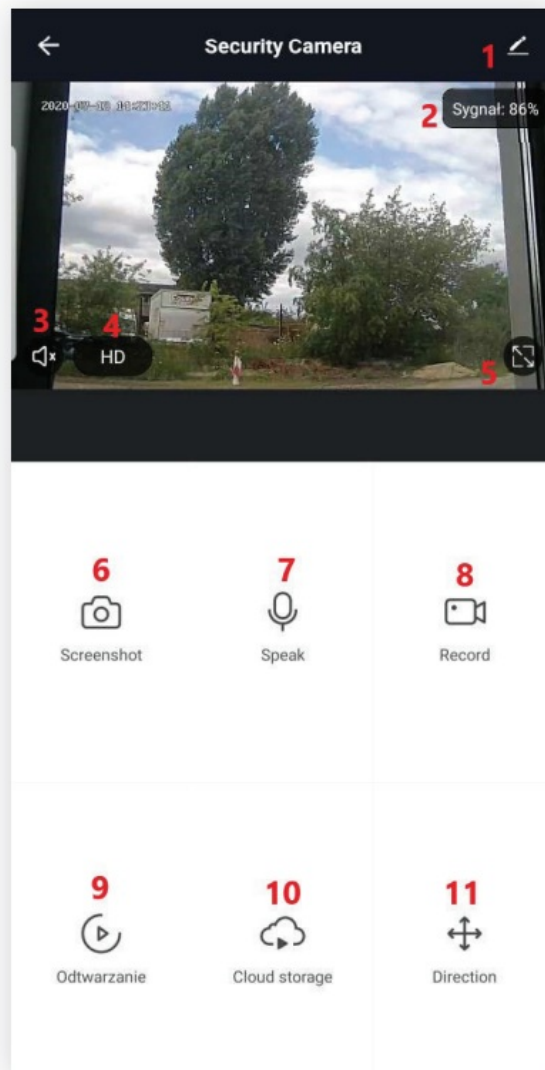 Security Camera
1
2
Sygnał: 86%
3
4
HD
5
6
7
8
Screenshot
Speak
Record
9
10
11
Odtwarzanie
Cloud storage
Direction